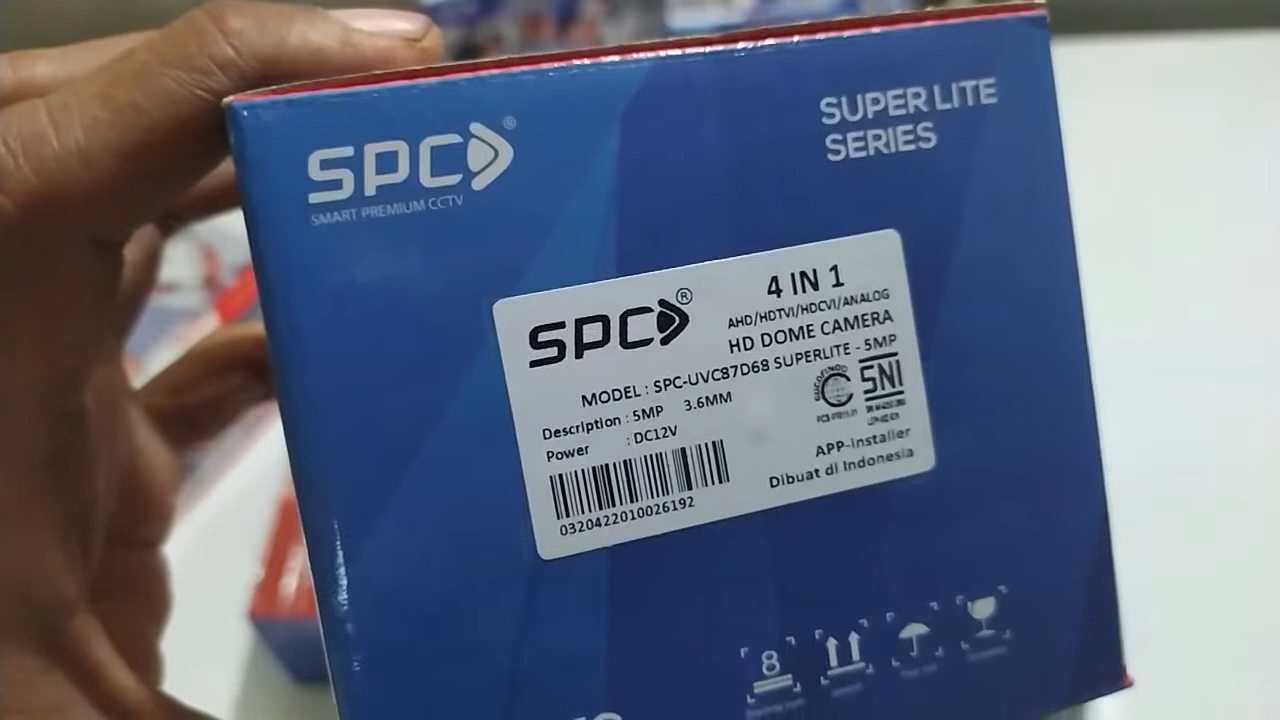 SPC ®
SMART PREMIUM CCTV
SUPER LITE
SERIES
SPC ®
4 IN 1
AHD/HDTVI/HDCVI/ANALOG
HD DOME CAMERA
MODEL : SPC-UVC87D68 SUPERLITE - 5MP
Description : 5MP 3.6MM
Power : DC12V
SNI
APP-Installer
Dibuat di Indonesia
0320422010026192
8